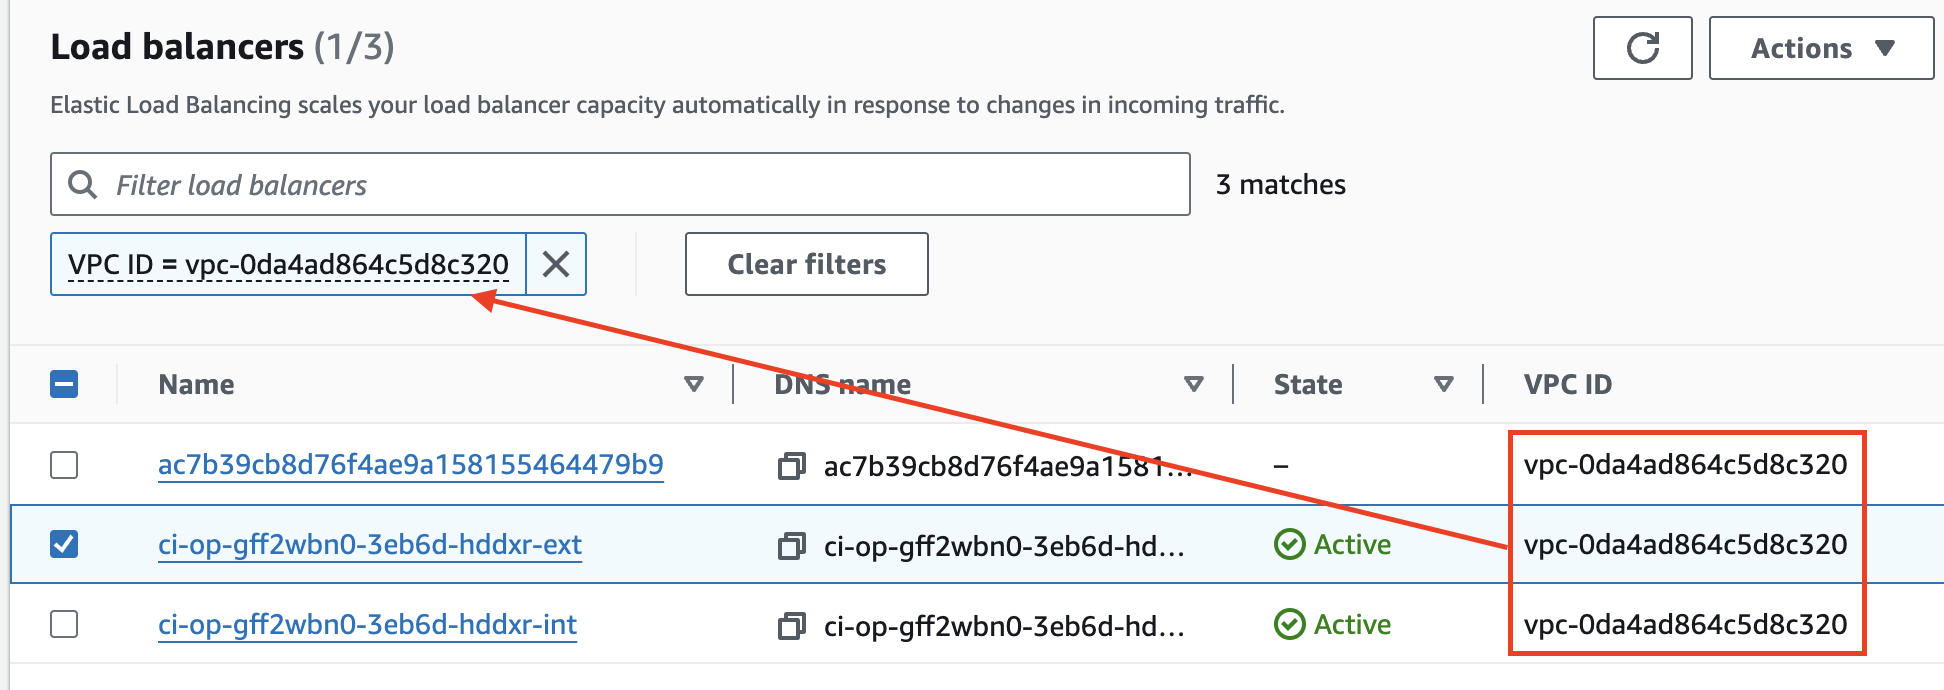 Load balancers (1/3)
Actions
Elastic Load Balancing scales your load balancer capacity automatically in response to changes in incoming traffic.
Filter load balancers
3 matches
VPC ID = vpc-0da4ad864c5d8c320
Clear filters
Name DNS name State VPC ID
ac7b39cb8d76f4ae9a158155464479b9 ac7b39cb8d76f4ae9a1581... – vpc-0da4ad864c5d8c320
ci-op-gff2wbn0-3eb6d-hddxr-ext ci-op-gff2wbn0-3eb6d-hd... Active vpc-0da4ad864c5d8c320
ci-op-gff2wbn0-3eb6d-hddxr-int ci-op-gff2wbn0-3eb6d-hd... Active vpc-0da4ad864c5d8c320